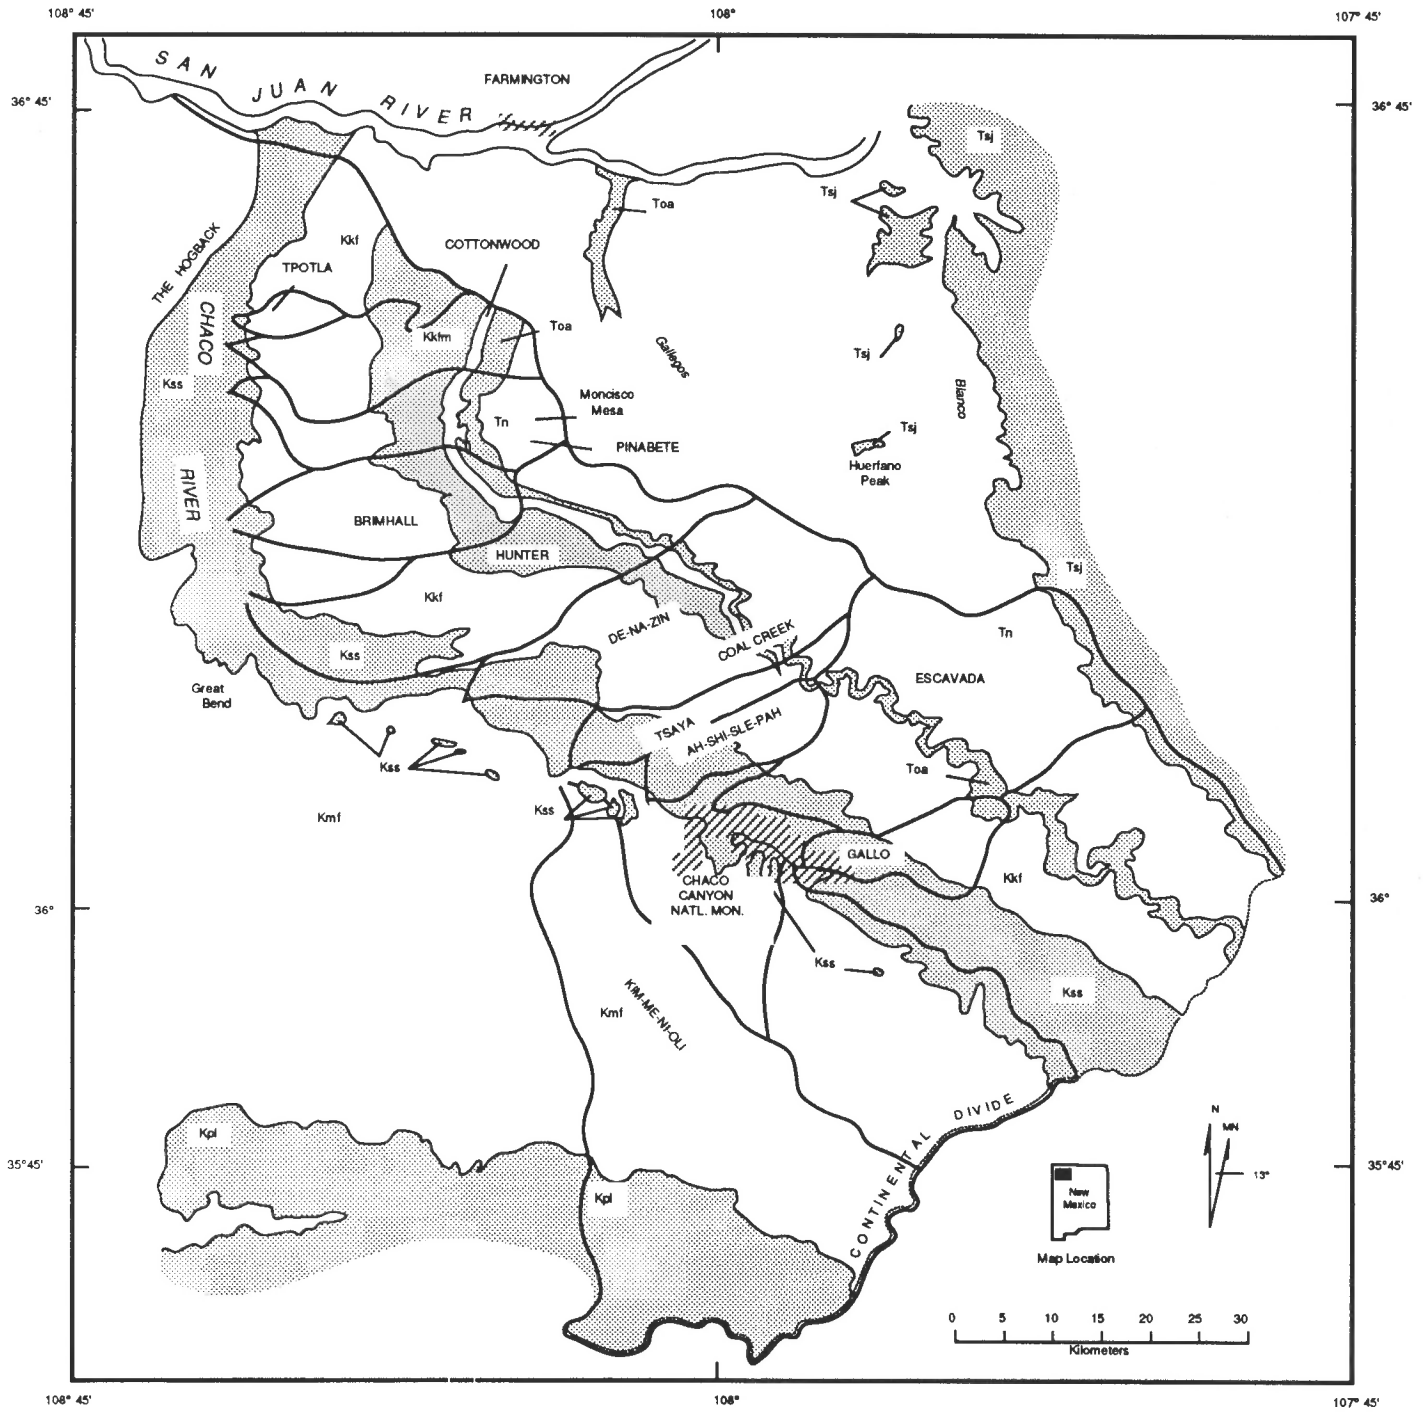 108° 45'
108°
107° 45'
36° 45'
36° 45'
SAN JUAN RIVER
FARMINGTON
Tsj
Tsj
Toa
THE HOGBACK
Kkf
COTTONWOOD
TPOTLA
CHACO
RIVER
Kkfm
Toa
Gallegos
Tsj
Kss
Blanco
Moncisco
Mesa
Tn
PINABETE
Tsj
Huerfano
Peak
BRIMHALL
HUNTER
Tsj
Kkf
DE-NA-ZIN
COAL CREEK
Tn
Kss
ESCAVADA
Great
Bend
TSAYA
AH-SHI-SLE-PAH
Kss
Toa
Kss
Kmf
GALLO
Kkf
CHACO
CANYON
NATL. MON.
36°
36°
Kss
Kss
Kmf
KIM-ME-NI-OLI
CONTINENTAL DIVIDE
N
MN
13°
Kpl
35°45'
35°45'
Kpl
New
Mexico
Map Location
0 5 10 15 20 25 30
Kilometers
108° 45'
108°
107° 45'